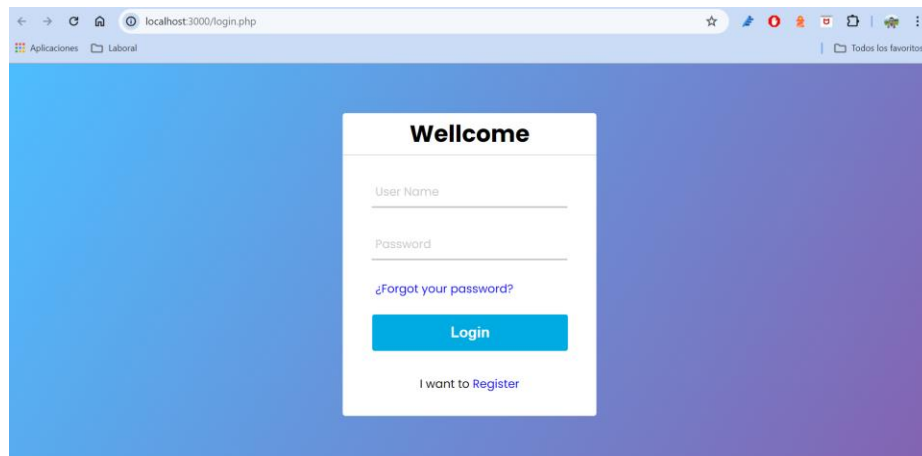 localhost:3000/login.php
Aplicaciones Laboral Todos los favoritos
Wellcome
User Name
Password
¿Forgot your password?
Login
I want to Register